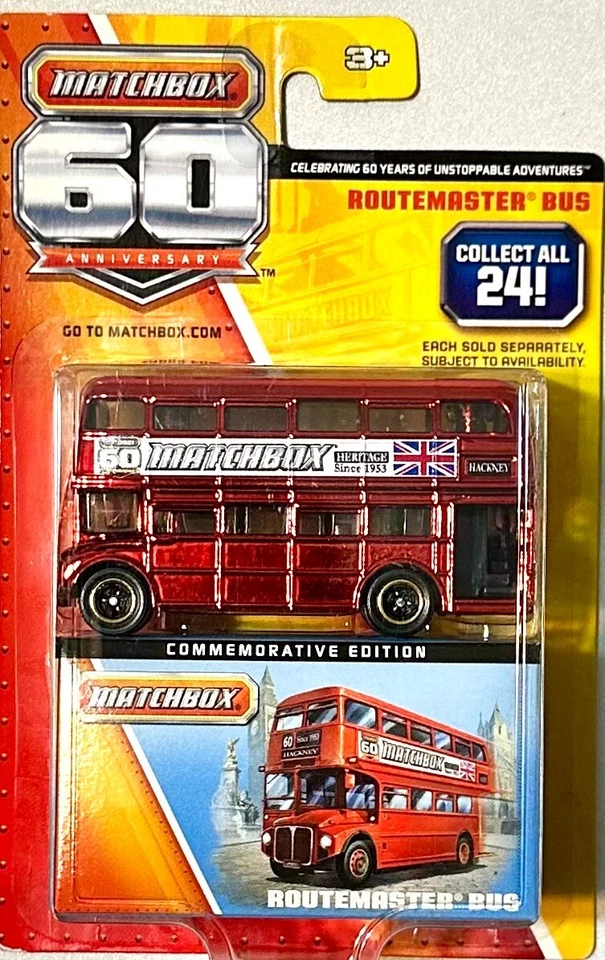 3+
MATCHBOX®
60
ANNIVERSARY™
CELEBRATING 60 YEARS OF UNSTOPPABLE ADVENTURES™
ROUTEMASTER® BUS
COLLECT ALL
24!
GO TO MATCHBOX.COM
EACH SOLD SEPARATELY,
SUBJECT TO AVAILABILITY.
60 MATCHBOX HERITAGE
Since 1953
HACKNEY
COMMEMORATIVE EDITION
MATCHBOX®
60 Since 1953
HACKNEY
60 MATCHBOX
ROUTEMASTER® BUS